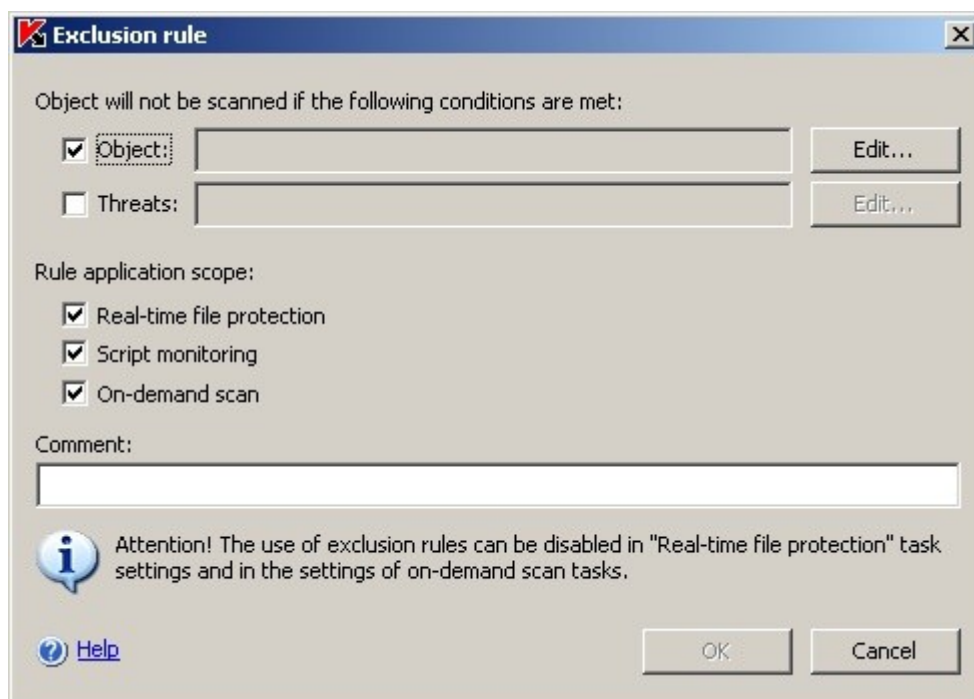 Exclusion rule
Object will not be scanned if the following conditions are met:
Object: Edit...
Threats: Edit...
Rule application scope:
Real-time file protection
Script monitoring
On-demand scan
Comment:
Attention! The use of exclusion rules can be disabled in "Real-time file protection" task
settings and in the settings of on-demand scan tasks.
Help OK Cancel